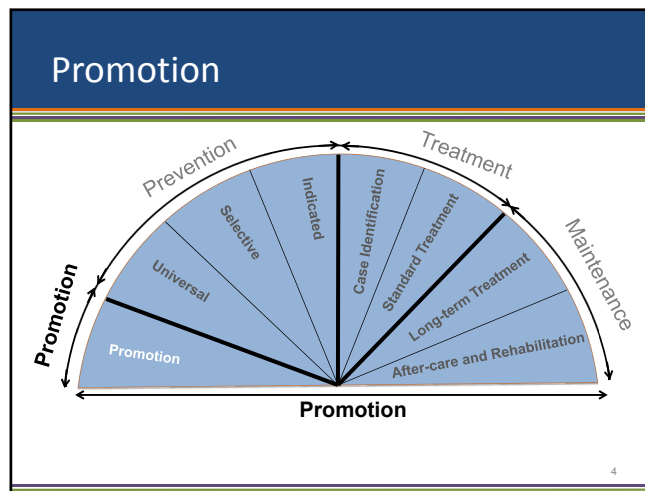 Promotion
Prevention
Treatment
Maintenance
Promotion
Promotion
Universal
Selective
Indicated
Case Identification
Standard Treatment
Long-term Treatment
After-care and Rehabilitation
Promotion
4